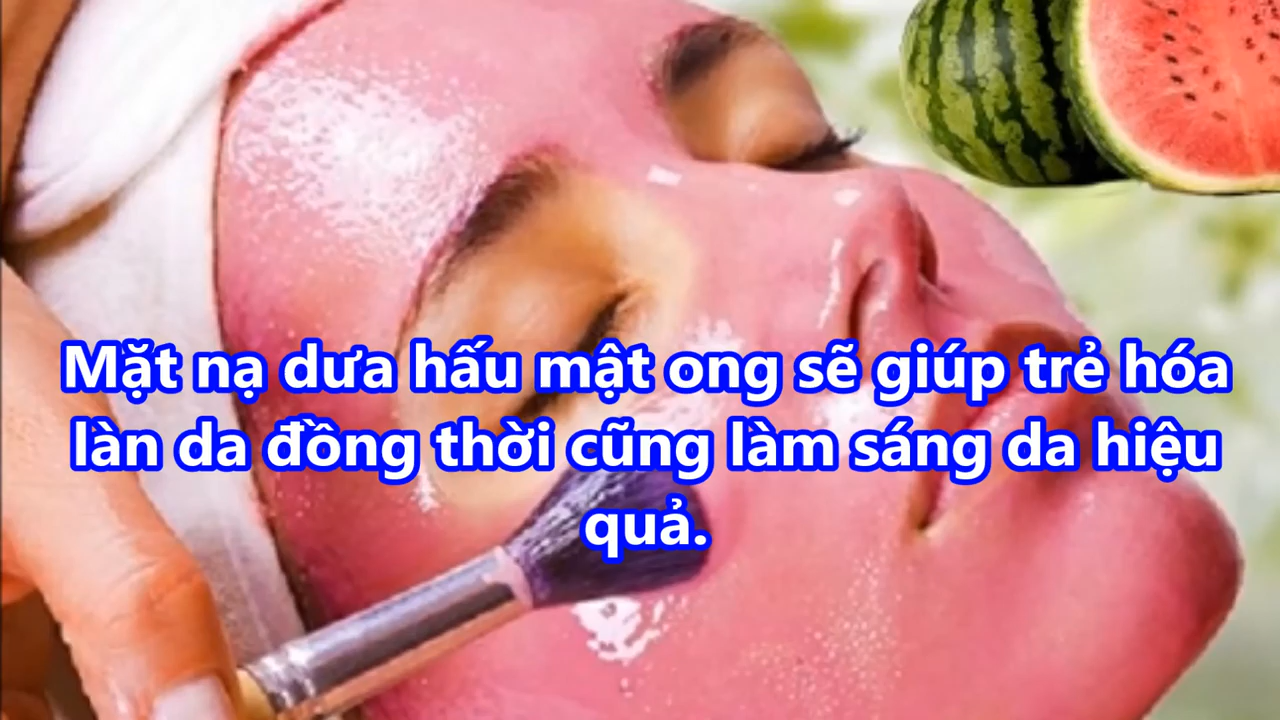 Mặt nạ dưa hấu mật ong sẽ giúp trẻ hóa
làn da đồng thời cũng làm sáng da hiệu
quả.